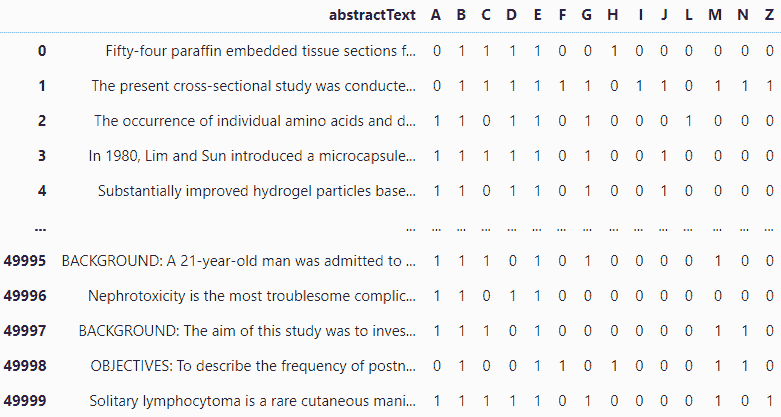 abstractText A B C D E F G H I J L M N Z
0 Fifty-four paraffin embedded tissue sections f... 0 1 1 1 1 0 0 1 0 0 0 0 0 0
1 The present cross-sectional study was conducte... 0 1 1 1 1 1 1 0 1 1 0 1 1 1
2 The occurrence of individual amino acids and d... 1 1 0 1 1 0 1 0 0 0 1 0 0 0
3 In 1980, Lim and Sun introduced a microcapsule... 1 1 1 1 1 0 1 0 0 1 0 0 0 0
4 Substantially improved hydrogel particles base... 1 1 0 1 1 0 1 0 0 1 0 0 0 0
... ... ... ... ... ... ... ... ... ... ... ... ... ... ... ...
49995 BACKGROUND: A 21-year-old man was admitted to ... 1 1 1 0 1 0 1 0 0 0 0 1 0 0
49996 Nephrotoxicity is the most troublesome complic... 1 1 0 1 1 0 0 0 0 0 0 0 0 0
49997 BACKGROUND: The aim of this study was to inves... 1 1 1 0 1 0 0 0 0 0 0 1 1 0
49998 OBJECTIVES: To describe the frequency of postn... 0 1 0 0 1 1 0 1 0 0 0 1 1 0
49999 Solitary lymphocytoma is a rare cutaneous mani... 1 1 1 1 1 0 1 0 0 1 0 1 0 1